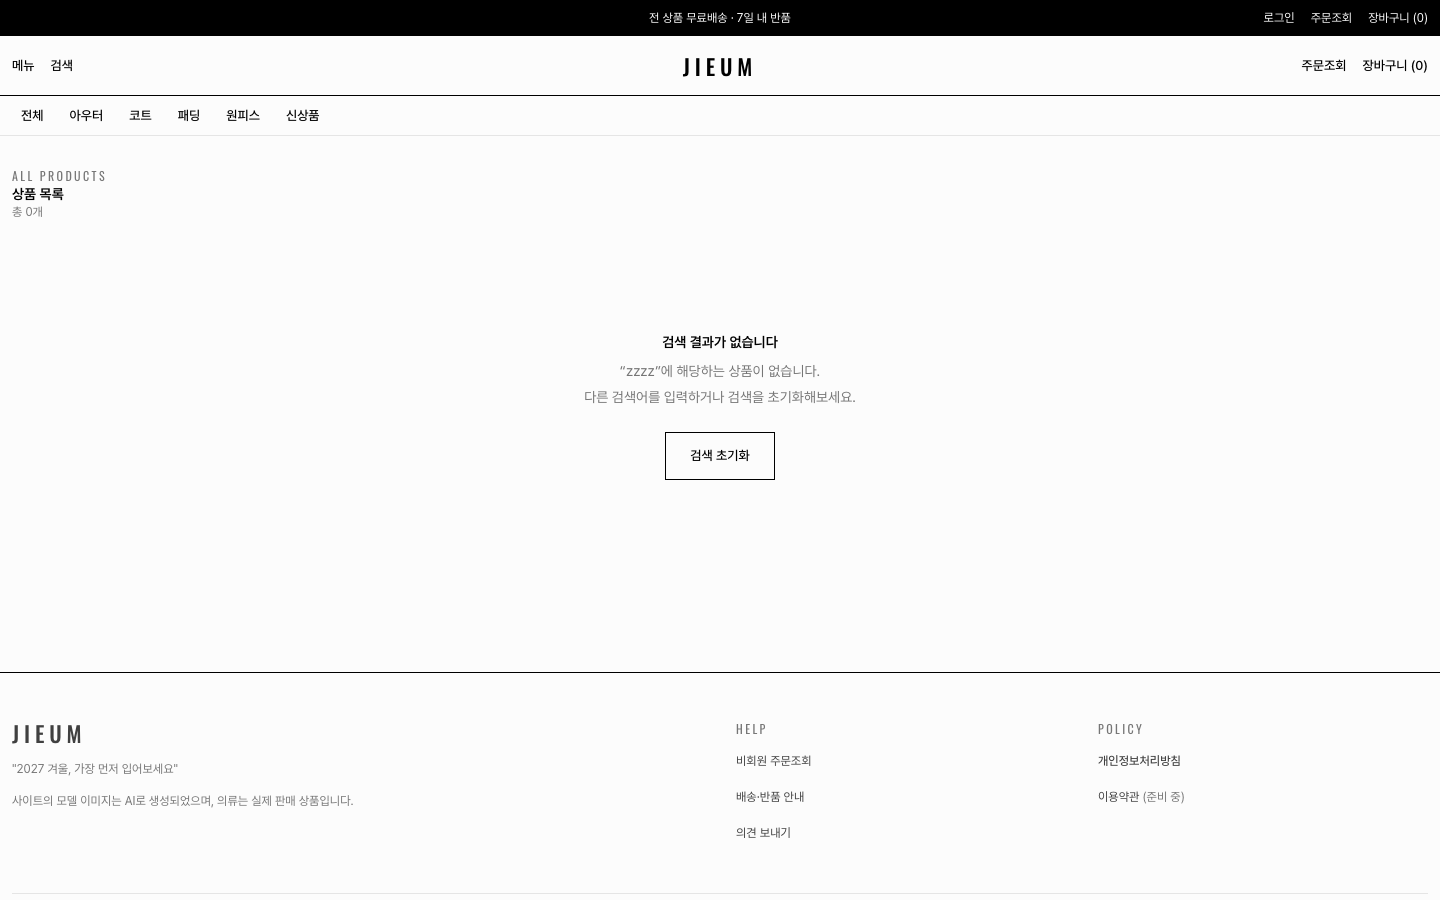 전 상품 무료배송 · 7일 내 반품
로그인 주문조회 장바구니 (0)
메뉴 검색
JIEUM
주문조회 장바구니 (0)
전체 아우터 코트 패딩 원피스 신상품
ALL PRODUCTS
상품 목록
총 0개
검색 결과가 없습니다
“zzzz”에 해당하는 상품이 없습니다.
다른 검색어를 입력하거나 검색을 초기화해보세요.
검색 초기화
JIEUM
"2027 겨울, 가장 먼저 입어보세요"
사이트의 모델 이미지는 AI로 생성되었으며, 의류는 실제 판매 상품입니다.
HELP
비회원 주문조회
배송·반품 안내
의견 보내기
POLICY
개인정보처리방침
이용약관 (준비 중)